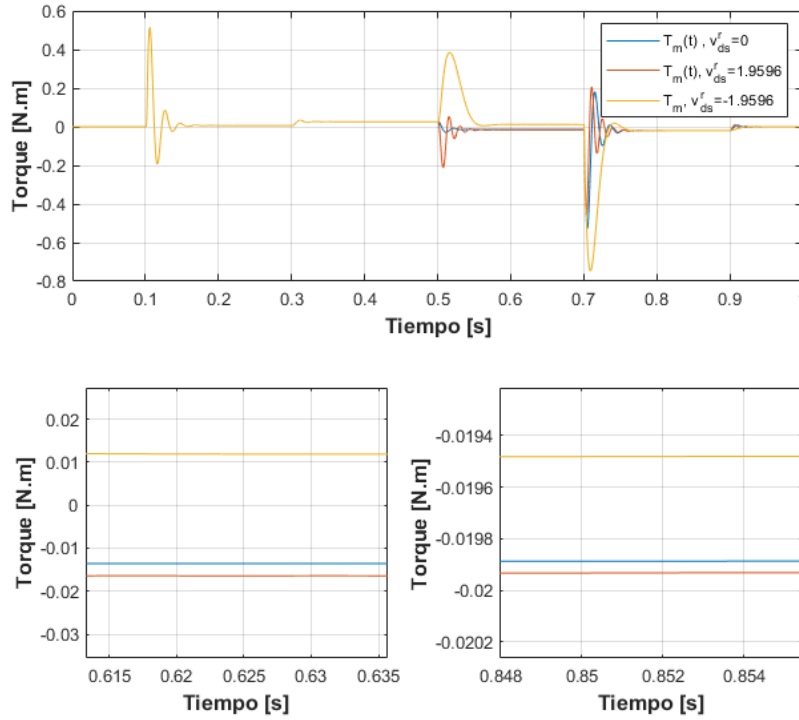 0.6
0.4
0.2
0
-0.2
-0.4
-0.6
-0.8
Torque [N.m]
T_m(t) , v^r_ds=0
T_m(t), v^r_ds=1.9596
T_m, v^r_ds=-1.9596
0 0.1 0.2 0.3 0.4 0.5 0.6 0.7 0.8 0.9
Tiempo [s]
0.02
0.01
0
-0.01
-0.02
-0.03
Torque [N.m]
0.615 0.62 0.625 0.63 0.635
Tiempo [s]
-0.0194
-0.0196
-0.0198
-0.02
-0.0202
Torque [N.m]
0.848 0.85 0.852 0.854
Tiempo [s]